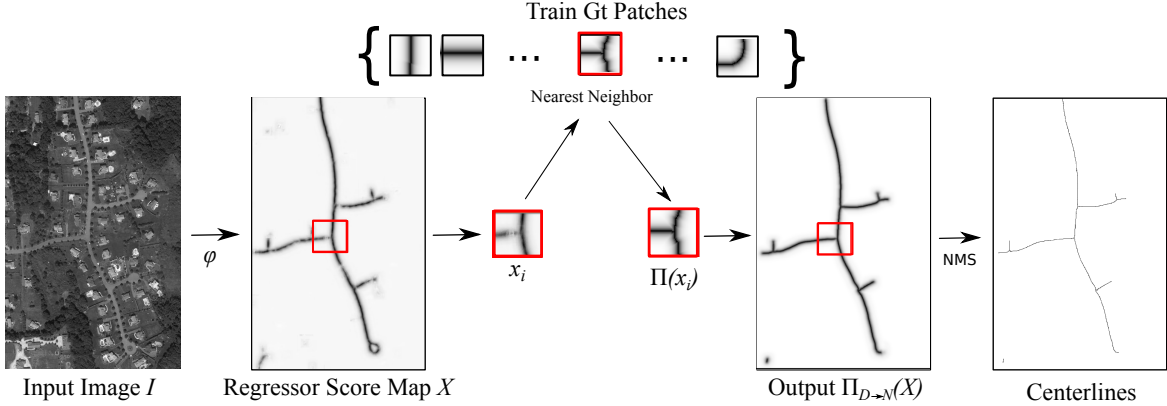 Train Gt Patches
{ ... ... }
Nearest Neighbor
φ
x_i
Π(x_i)
NMS
Input Image I
Regressor Score Map X
Output Π_{D→N}(X)
Centerlines